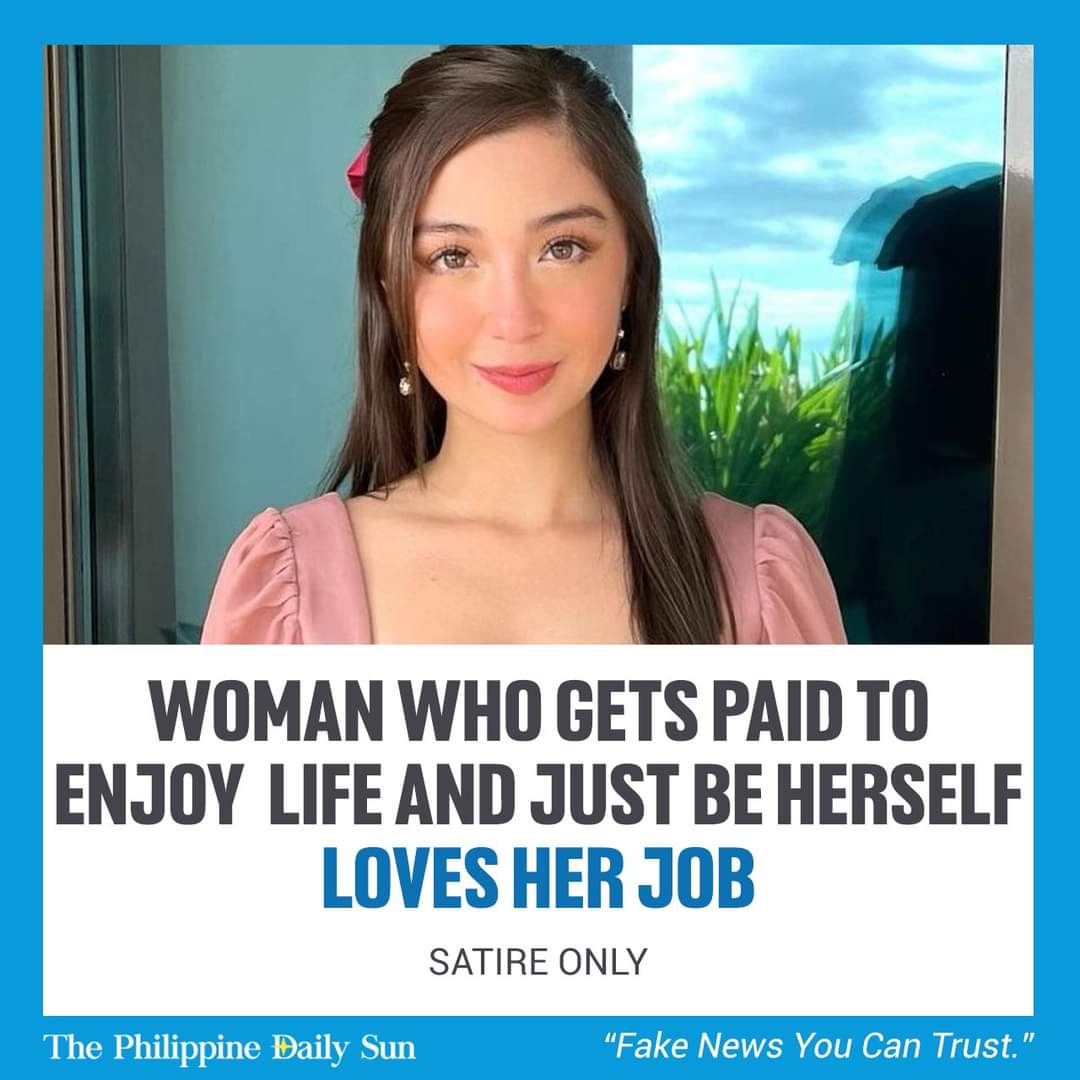 WOMAN WHO GETS PAID TO
ENJOY LIFE AND JUST BE HERSELF
LOVES HER JOB
SATIRE ONLY
The Philippine Daily Sun
“Fake News You Can Trust."